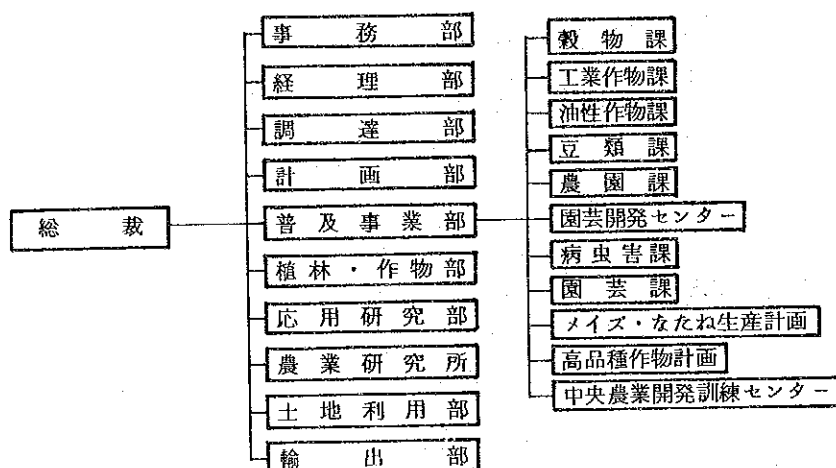 総裁
事務部
経理部
調達部
計画部
普及事業部
植林・作物部
応用研究部
農業研究所
土地利用部
輸出部
穀物課
工業作物課
油性作物課
豆類課
農園課
園芸開発センター
病虫害課
園芸課
メイズ・なたね生産計画
高品種作物計画
中央農業開発訓練センター